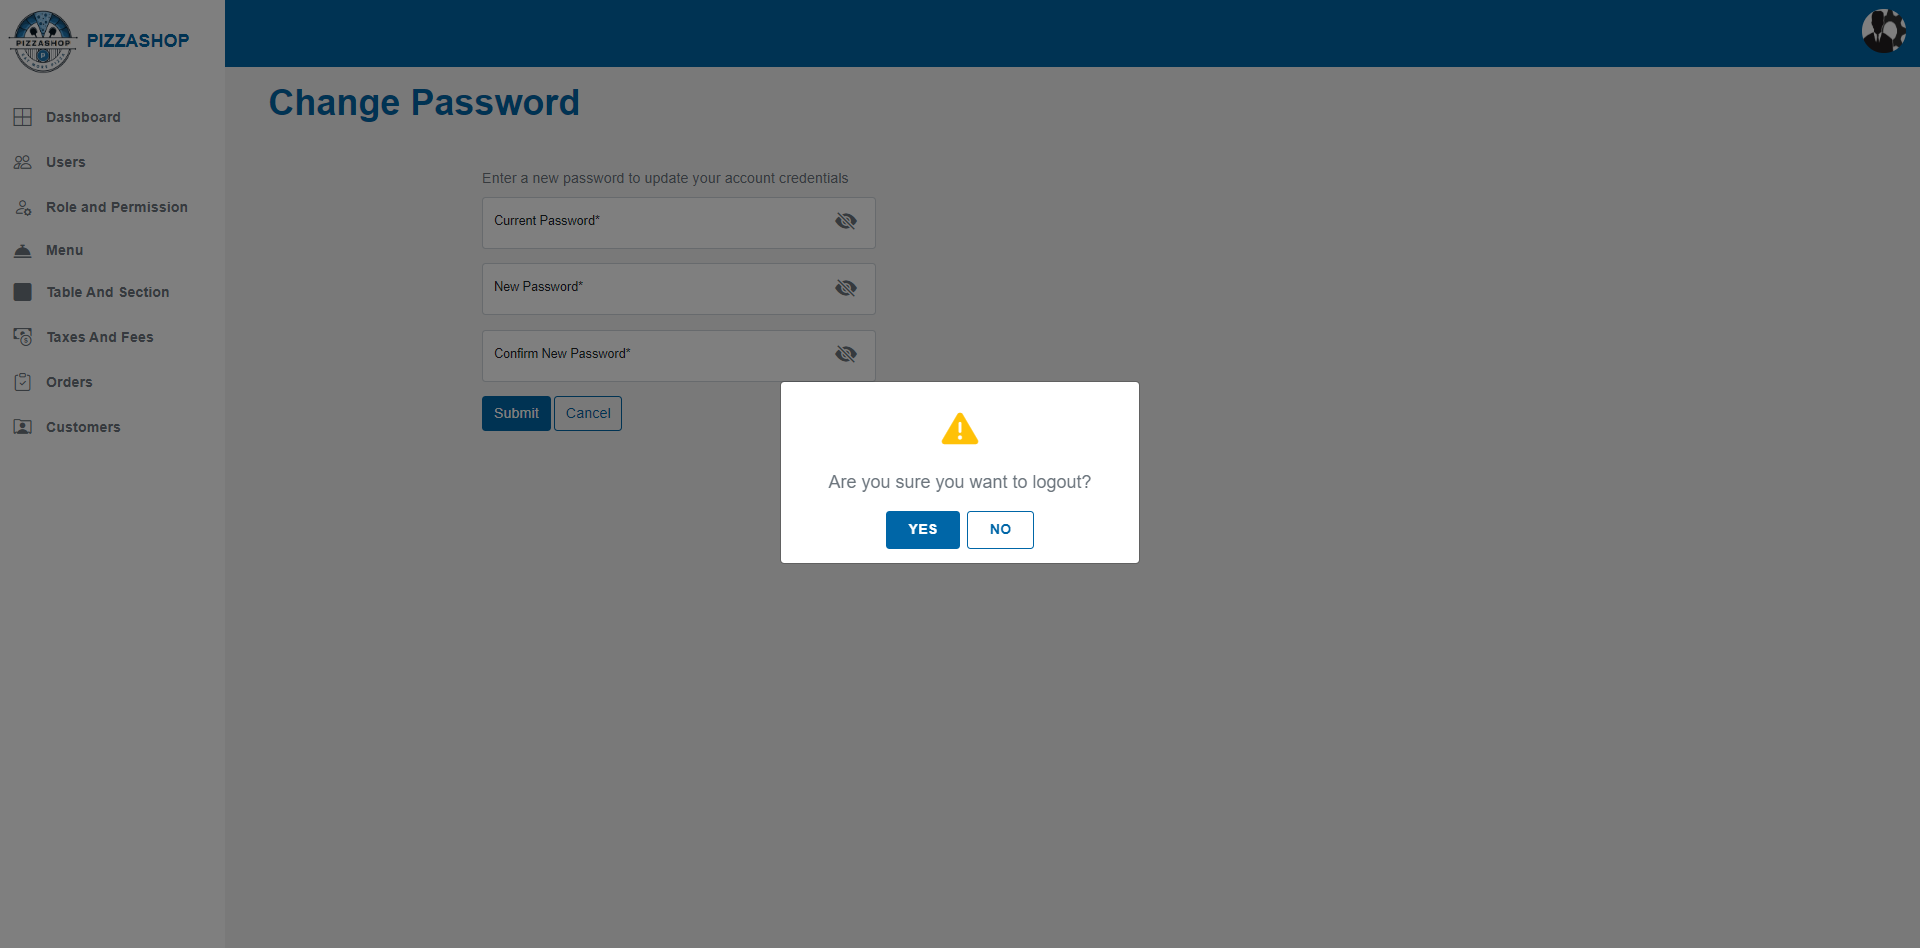 PIZZASHOP
PIZZASHOP
Dashboard
Users
Role and Permission
Menu
Table And Section
Taxes And Fees
Orders
Customers
Change Password
Enter a new password to update your account credentials
Current Password*
New Password*
Confirm New Password*
Submit Cancel
Are you sure you want to logout?
YES NO